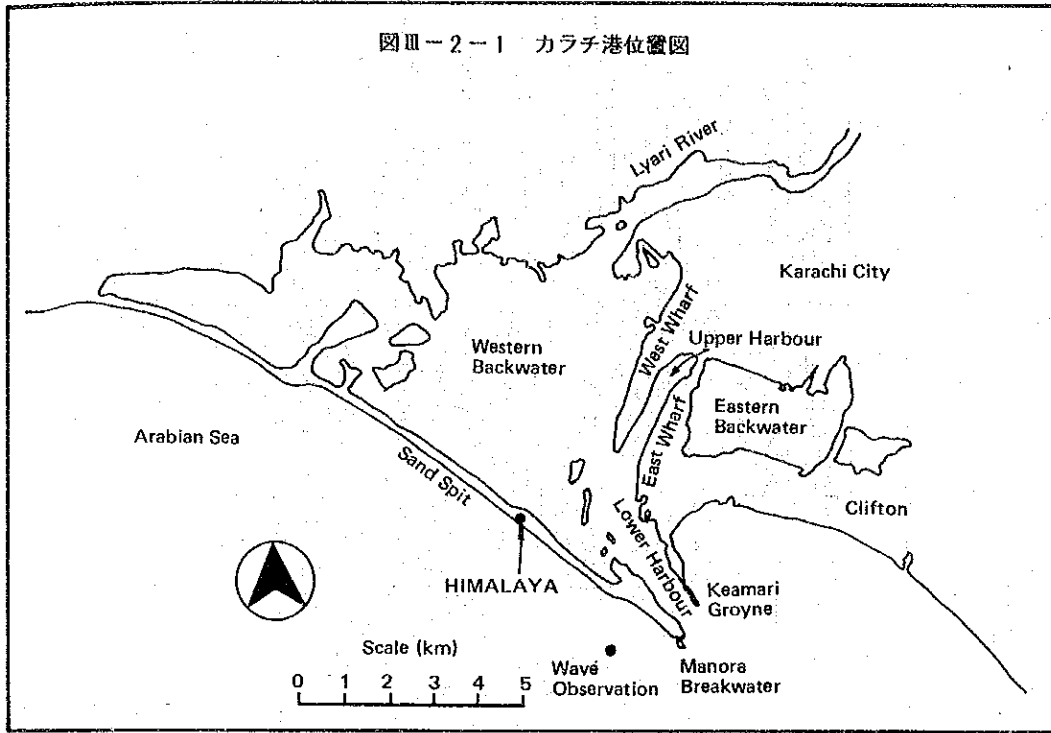 図Ⅲ-2-1 カラチ港位置図
Lyari River
Karachi City
West Wharf
Upper Harbour
Western
Backwater
Eastern
Backwater
East Wharf
Arabian Sea
Sand Spit
Clifton
Lower Harbour
HIMALAYA
Keamari
Groyne
Scale (km)
0 1 2 3 4 5
Wave
Observation
Manora
Breakwater